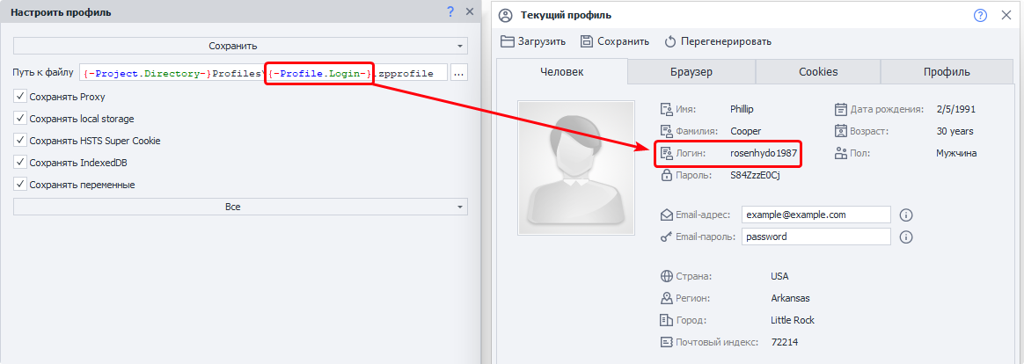 Настроить профиль
Сохранить
Путь к файлу {-Project.Directory-}Profiles\{-Profile.Login-}.zpprofile ...
Сохранять Proxy
Сохранять local storage
Сохранять HSTS Super Cookie
Сохранять IndexedDB
Сохранять переменные
Все
Текущий профиль
Загрузить Сохранить Перегенерировать
Человек Браузер Cookies Профиль
Имя: Phillip Дата рождения: 2/5/1991
Фамилия: Cooper Возраст: 30 years
Логин: rosenhydo1987 Пол: Мужчина
Пароль: S84ZzzE0Cj
Email-адрес: example@example.com
Email-пароль: password
Страна: USA
Регион: Arkansas
Город: Little Rock
Почтовый индекс: 72214